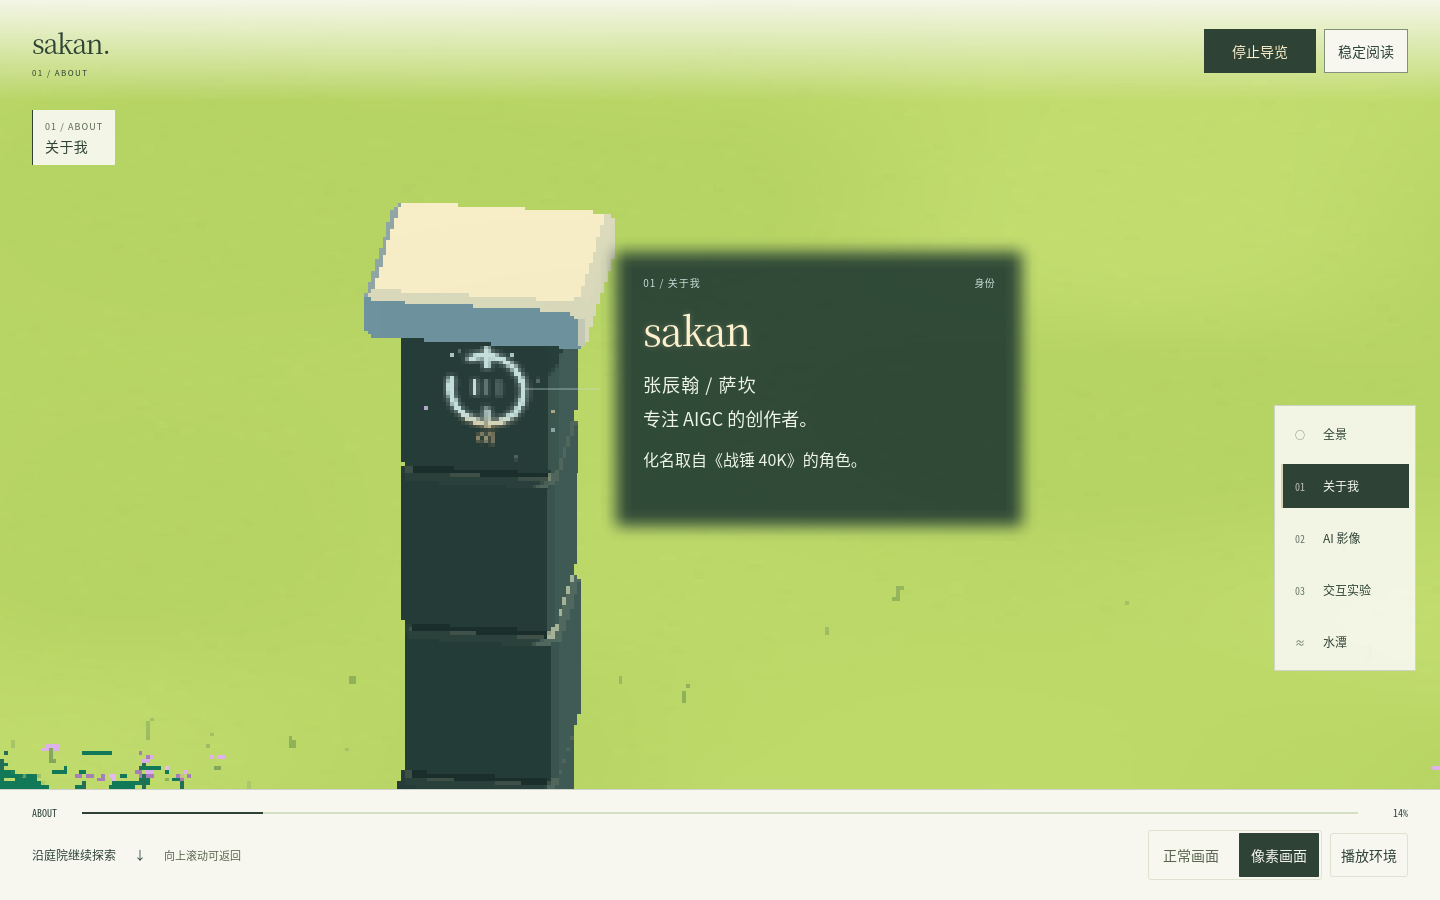 sakan.
01 / ABOUT
停止导览
稳定阅读
01 / ABOUT
关于我
01 / 关于我
身份
sakan
张辰翰 / 萨坎
专注 AIGC 的创作者。
化名取自《战锤 40K》的角色。
全景
01 关于我
02 AI 影像
03 交互实验
≈ 水潭
ABOUT
14%
沿庭院继续探索 ↓ 向上滚动可返回
正常画面
像素画面
播放环境